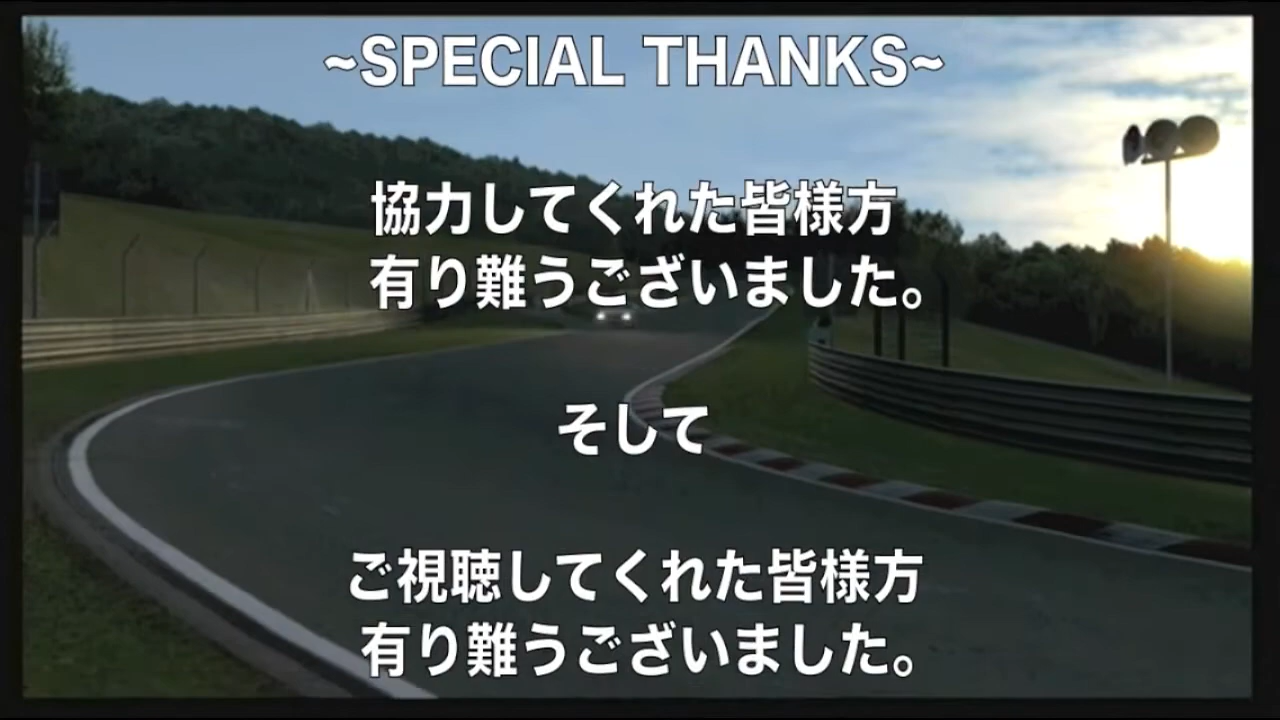 ~SPECIAL THANKS~
協力してくれた皆様方
有り難うございました。
そして
ご視聴してくれた皆様方
有り難うございました。